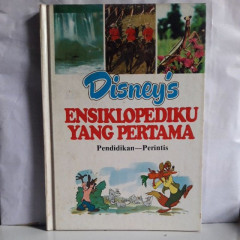 Disney's
ENSIKLOPEDIKU
YANG PERTAMA
Pendidikan—Perintis